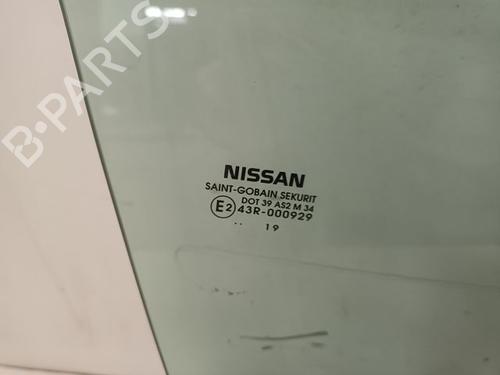 B-PARTS
NISSAN
SAINT-GOBAIN SEKURIT
DOT 39 AS2 M 34
E2 43R-000929
.. 19